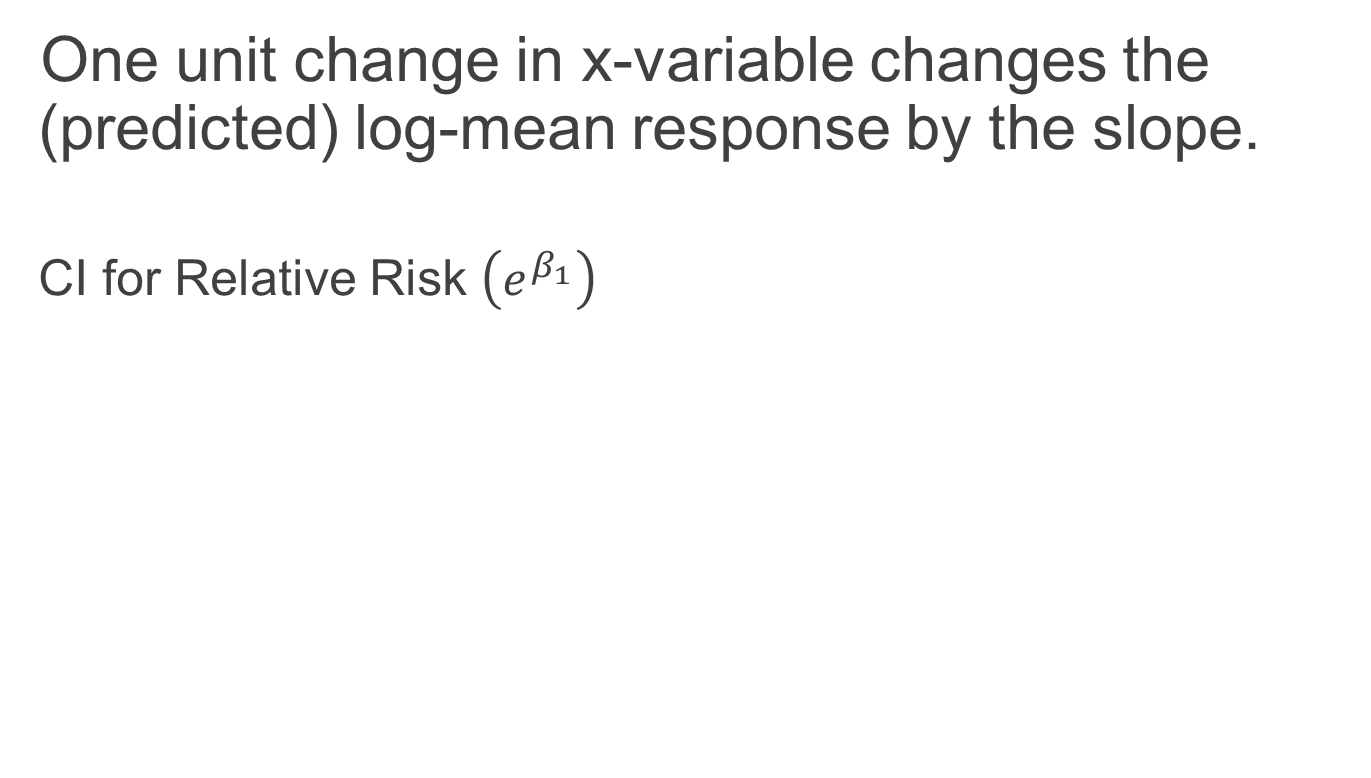 One unit change in x-variable changes the
(predicted) log-mean response by the slope.
CI for Relative Risk (e^β₁)